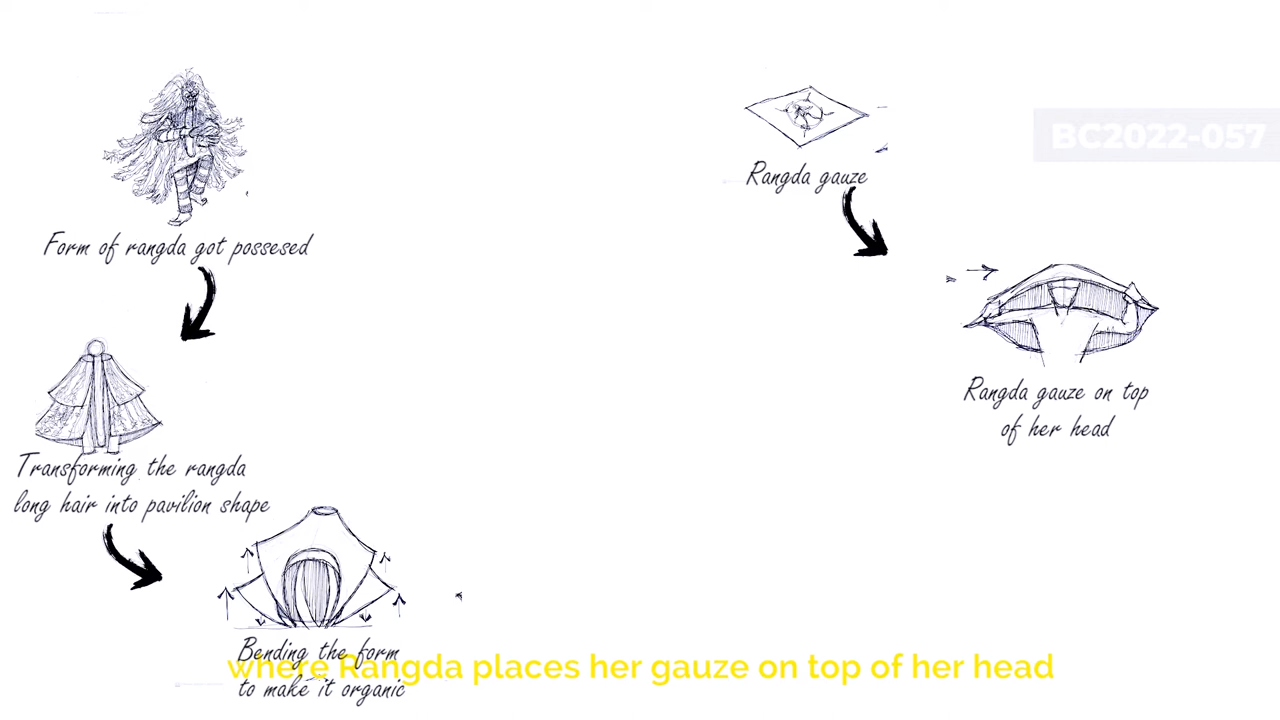 BC2022-057
Form of rangda got possesed
Transforming the rangda
long hair into pavilion shape
Bending the form
to make it organic
Rangda gauze
Rangda gauze on top
of her head
where Rangda places her gauze on top of her head